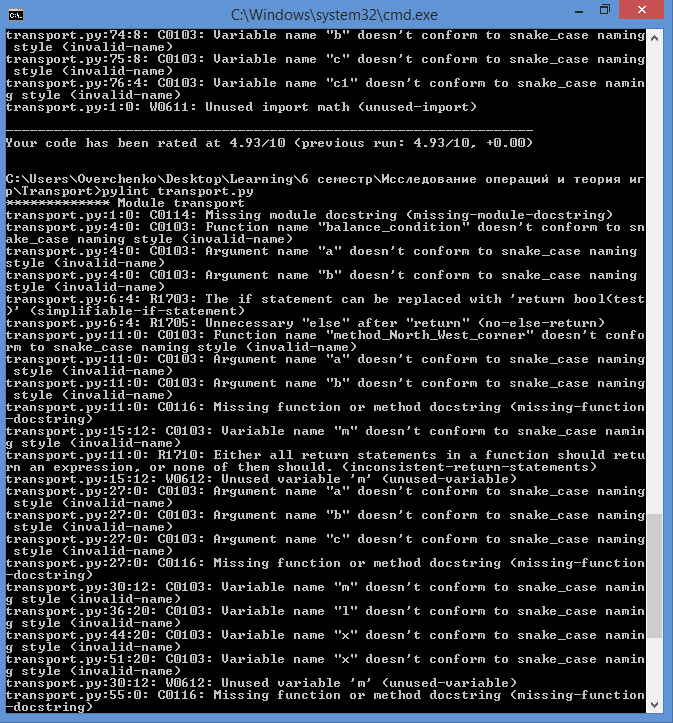 C:\Windows\system32\cmd.exe
transport.py:74:8: C0103: Variable name "b" doesn't conform to snake_case naming
 style (invalid-name)
transport.py:75:8: C0103: Variable name "c" doesn't conform to snake_case naming
 style (invalid-name)
transport.py:76:4: C0103: Variable name "c1" doesn't conform to snake_case namin
g style (invalid-name)
transport.py:1:0: W0611: Unused import math (unused-import)
------------------------------------------------------------------
Your code has been rated at 4.93/10 (previous run: 4.93/10, +0.00)
C:\Users\Overchenko\Desktop\Learning\6 семестр\Исследование операций и теория иг
р\Transport>pylint transport.py
************* Module transport
transport.py:1:0: C0114: Missing module docstring (missing-module-docstring)
transport.py:4:0: C0103: Function name "balance_condition" doesn't conform to sn
ake_case naming style (invalid-name)
transport.py:4:0: C0103: Argument name "a" doesn't conform to snake_case naming
style (invalid-name)
transport.py:4:0: C0103: Argument name "b" doesn't conform to snake_case naming
style (invalid-name)
transport.py:6:4: R1703: The if statement can be replaced with 'return bool(test
)' (simplifiable-if-statement)
transport.py:6:4: R1705: Unnecessary "else" after "return" (no-else-return)
transport.py:11:0: C0103: Function name "method_North_West_corner" doesn't confo
rm to snake_case naming style (invalid-name)
transport.py:11:0: C0103: Argument name "a" doesn't conform to snake_case naming
 style (invalid-name)
transport.py:11:0: C0103: Argument name "b" doesn't conform to snake_case naming
 style (invalid-name)
transport.py:11:0: C0116: Missing function or method docstring (missing-function
-docstring)
transport.py:15:12: C0103: Variable name "m" doesn't conform to snake_case namin
g style (invalid-name)
transport.py:11:0: R1710: Either all return statements in a function should retu
rn an expression, or none of them should. (inconsistent-return-statements)
transport.py:15:12: W0612: Unused variable 'm' (unused-variable)
transport.py:27:0: C0103: Argument name "a" doesn't conform to snake_case naming
 style (invalid-name)
transport.py:27:0: C0103: Argument name "b" doesn't conform to snake_case naming
 style (invalid-name)
transport.py:27:0: C0103: Argument name "c" doesn't conform to snake_case naming
 style (invalid-name)
transport.py:27:0: C0116: Missing function or method docstring (missing-function
-docstring)
transport.py:30:12: C0103: Variable name "m" doesn't conform to snake_case namin
g style (invalid-name)
transport.py:36:20: C0103: Variable name "l" doesn't conform to snake_case namin
g style (invalid-name)
transport.py:44:20: C0103: Variable name "x" doesn't conform to snake_case namin
g style (invalid-name)
transport.py:51:20: C0103: Variable name "x" doesn't conform to snake_case namin
g style (invalid-name)
transport.py:30:12: W0612: Unused variable 'm' (unused-variable)
transport.py:55:0: C0116: Missing function or method docstring (missing-function
-docstring)